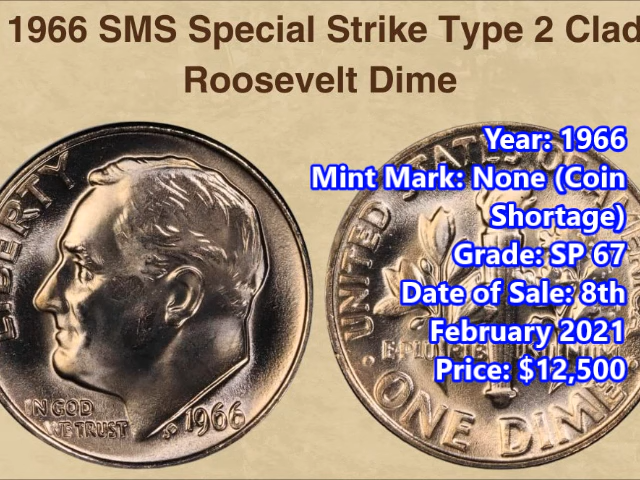 1966 SMS Special Strike Type 2 Clad
Roosevelt Dime
Year: 1966
Mint Mark: None (Coin
Shortage)
Grade: SP 67
Date of Sale: 8th
February 2021
Price: $12,500
LIBERTY
IN GOD
WE TRUST
JS 1966
UNITED STATES OF
E PLURIBUS UNUM
ONE DIME